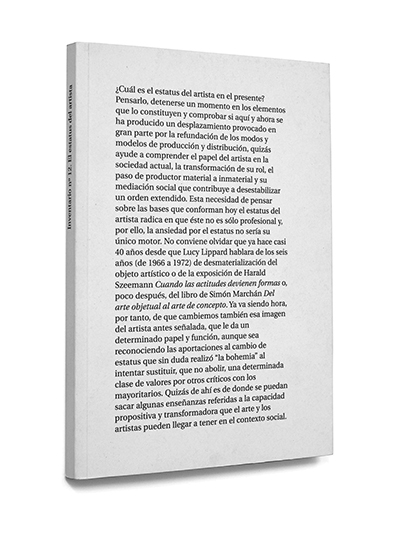 Inventario nº 12. El estatus del artista
¿Cuál es el estatus del artista en el presente?
Pensarlo, detenerse un momento en los elementos
que lo constituyen y comprobar si aquí y ahora se
ha producido un desplazamiento provocado en
gran parte por la refundación de los modos y
modelos de producción y distribución, quizás
ayude a comprender el papel del artista en la
sociedad actual, la transformación de su rol, el
paso de productor material a inmaterial y su
mediación social que contribuye a desestabilizar
un orden extendido. Esta necesidad de pensar
sobre las bases que conforman hoy el estatus del
artista radica en que éste no es sólo profesional y,
por ello, la ansiedad por el estatus no sería su
único motor. No conviene olvidar que ya hace casi
40 años desde que Lucy Lippard hablara de los seis
años (de 1966 a 1972) de desmaterialización del
objeto artístico o de la exposición de Harald
Szeemann Cuando las actitudes devienen formas o,
poco después, del libro de Simón Marchán Del
arte objetual al arte de concepto. Ya va siendo hora,
por tanto, de que cambiemos también esa imagen
del artista antes señalada, que le da un
determinado papel y función, aunque sea
reconociendo las aportaciones al cambio de
estatus que sin duda realizó "la bohemia" al
intentar sustituir, que no abolir, una determinada
clase de valores por otros críticos con los
mayoritarios. Quizás de ahí es de donde se puedan
sacar algunas enseñanzas referidas a la capacidad
propositiva y transformadora que el arte y los
artistas pueden llegar a tener en el contexto social.